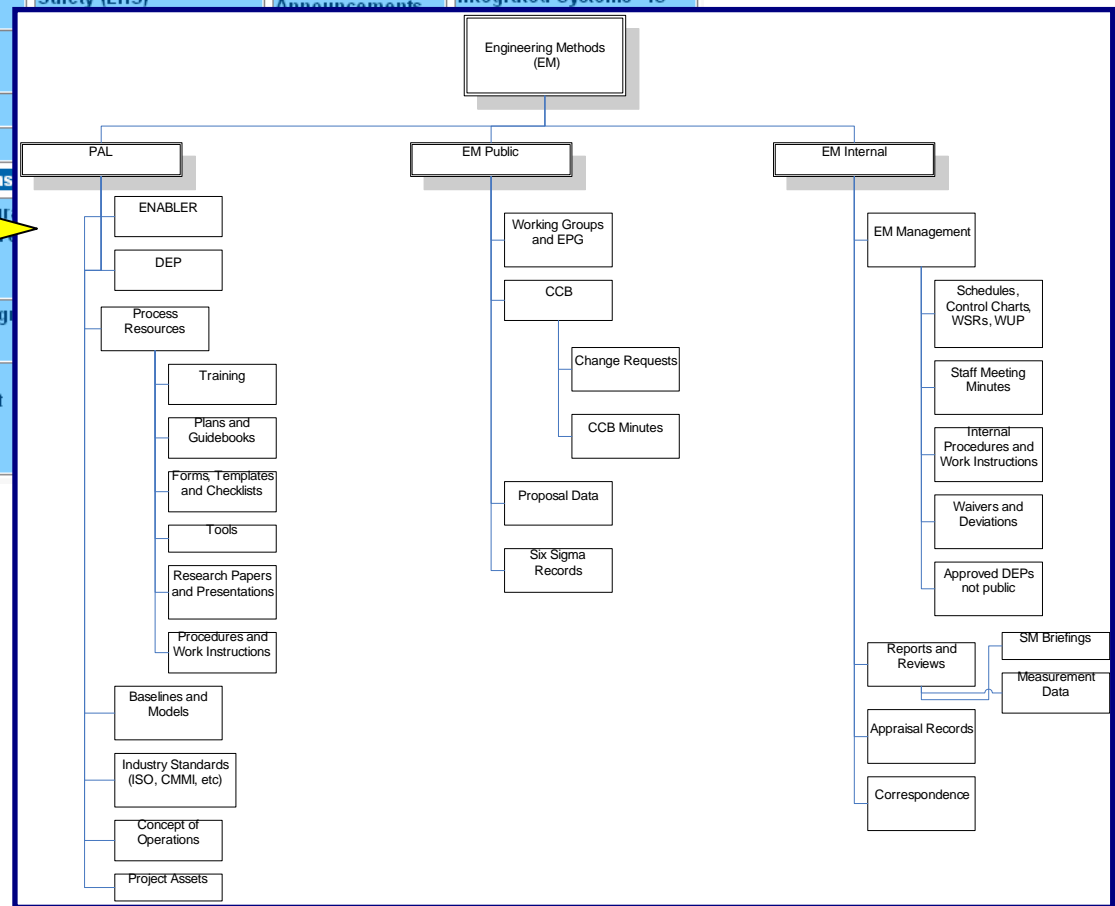 Announcements
Engineering Methods
(EM)
PAL
EM Public
EM Internal
ENABLER
DEP
Process
Resources
Training
Plans and
Guidebooks
Forms, Templates
and Checklists
Tools
Research Papers
and Presentations
Procedures and
Work Instructions
Baselines and
Models
Industry Standards
(ISO, CMMI, etc)
Concept of
Operations
Project Assets
Working Groups
and EPG
CCB
Change Requests
CCB Minutes
Proposal Data
Six Sigma
Records
EM Management
Schedules,
Control Charts,
WSRs, WUP
Staff Meeting
Minutes
Internal
Procedures and
Work Instructions
Waivers and
Deviations
Approved DEPs
not public
Reports and
Reviews
SM Briefings
Measurement
Data
Appraisal Records
Correspondence